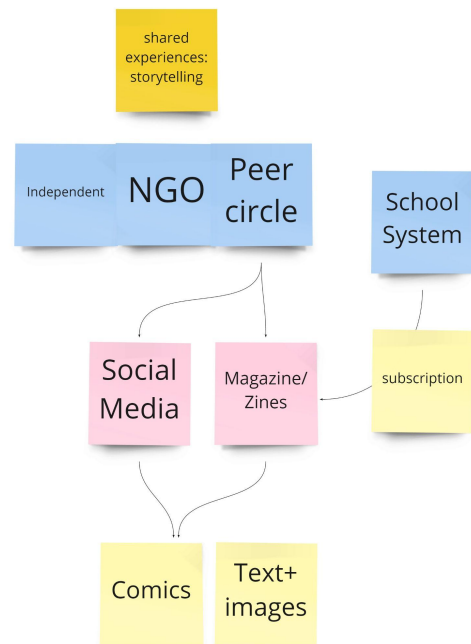 shared
experiences:
storytelling
Independent
NGO
Peer
circle
School
System
Social
Media
Magazine/
Zines
subscription
Comics
Text+
images